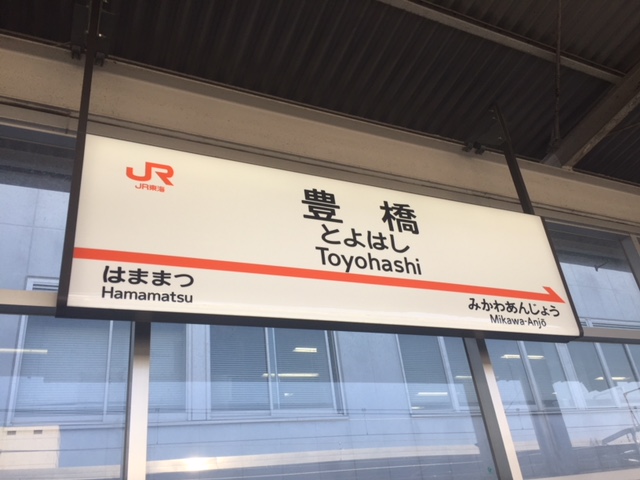 JR
JR東海
豊橋
とよはし
Toyohashi
はままつ
Hamamatsu
みかわあんじょう
Mikawa-Anjō